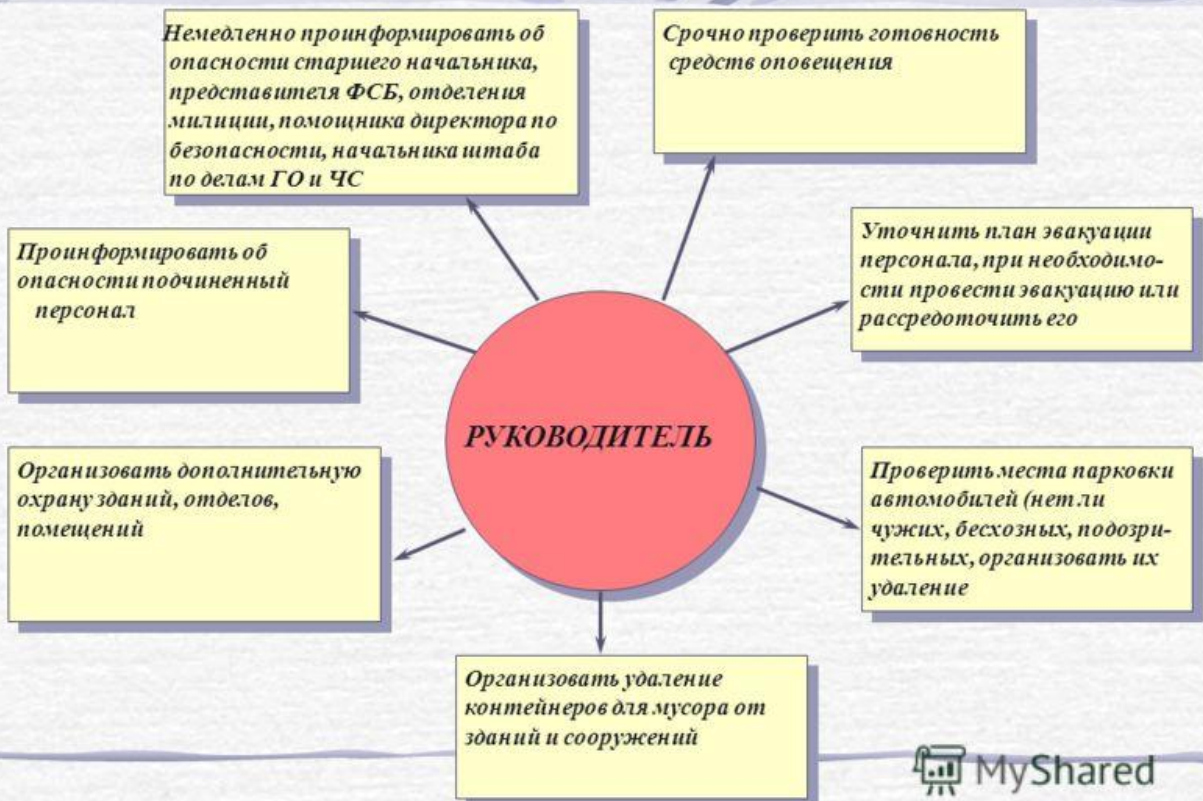 Немедленно проинформировать об
опасности старшего начальника,
представителя ФСБ, отделения
милиции, помощника директора по
безопасности, начальника штаба
по делам ГО и ЧС
Срочно проверить готовность
средств оповещения
Проинформировать об
опасности подчиненный
персонал
Уточнить план эвакуации
персонала, при необходимо-
сти провести эвакуацию или
рассредоточить его
РУКОВОДИТЕЛЬ
Организовать дополнительную
охрану зданий, отделов,
помещений
Проверить места парковки
автомобилей (нет ли
чужих, бесхозных, подозри-
тельных, организовать их
удаление
Организовать удаление
контейнеров для мусора от
зданий и сооружений
MyShared